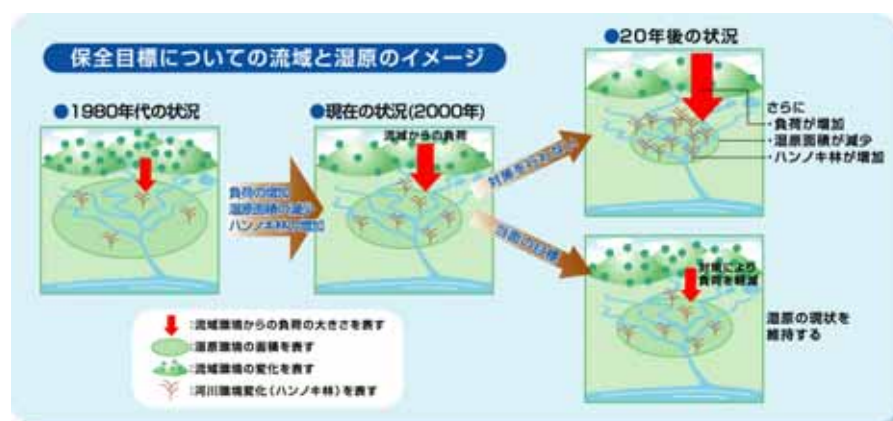 保全目標についての流域と湿原のイメージ
●1980年代の状況
●現在の状況(2000年)
流域からの負荷
負荷の増加
湿原面積の減少
ハンノキ林の増加
対策を行わない
当面の目標
●20年後の状況
さらに
・負荷が増加
・湿原面積が減少
・ハンノキ林が増加
対策により
負荷を軽減
湿原の現状を
維持する
:流域環境からの負荷の大きさを表す
:湿原環境の面積を表す
:流域環境の変化を表す
:河川環境変化(ハンノキ林)を表す